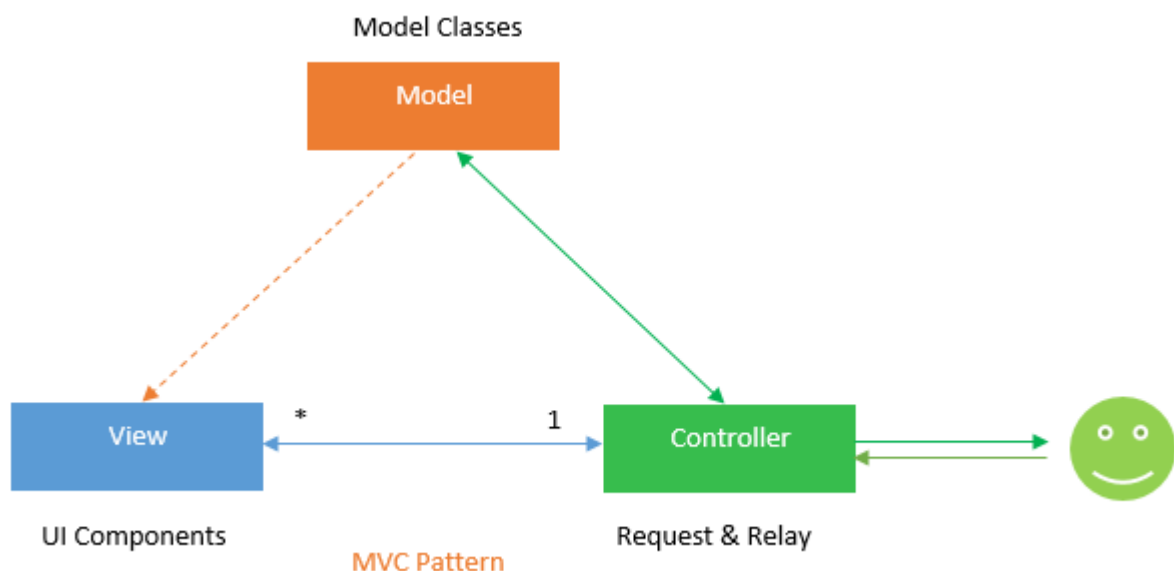 Model Classes
Model
View
*
1
Controller
UI Components
Request & Relay
MVC Pattern